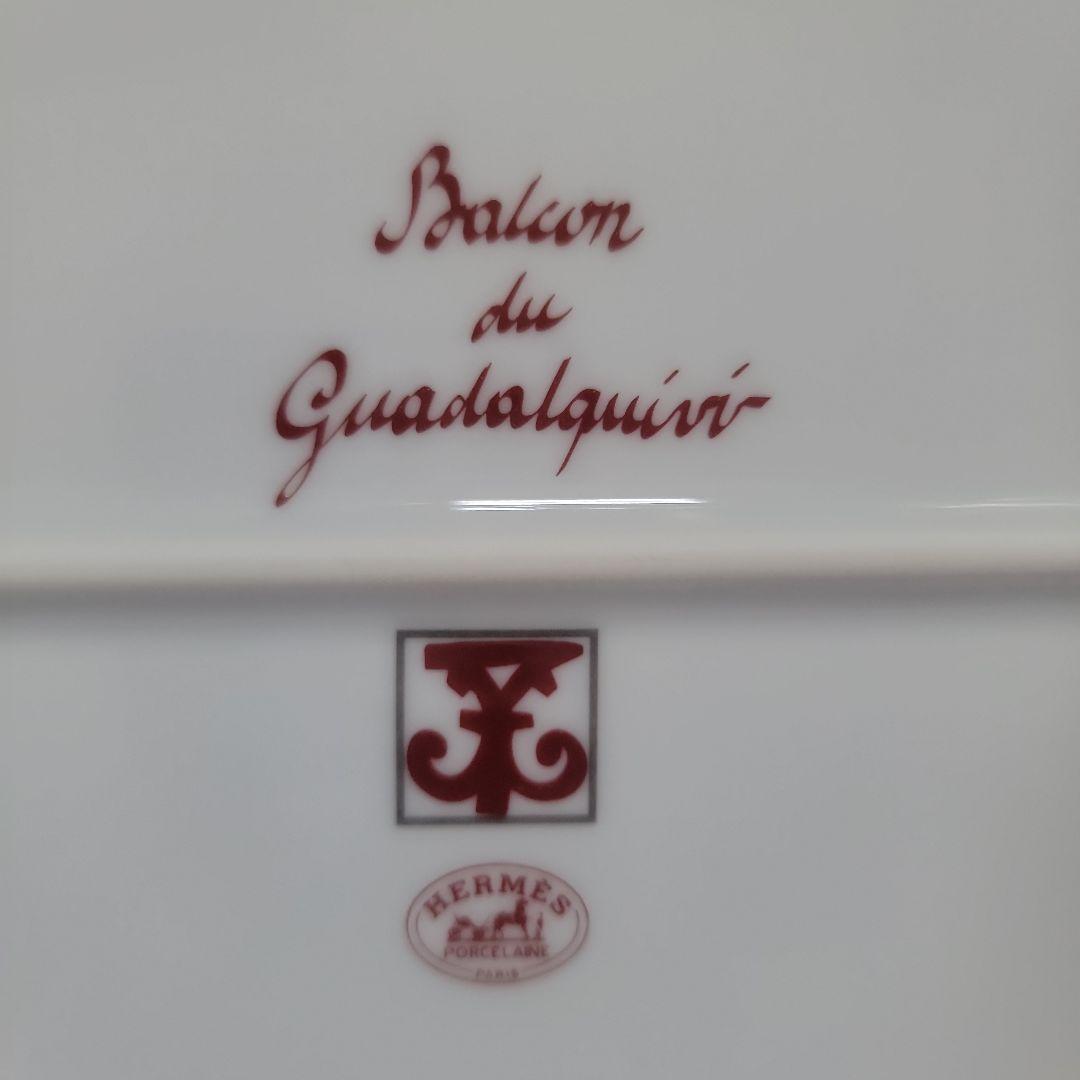 Balcon
du
Guadalquivir
HERMÈS
PORCELAINE
PARIS